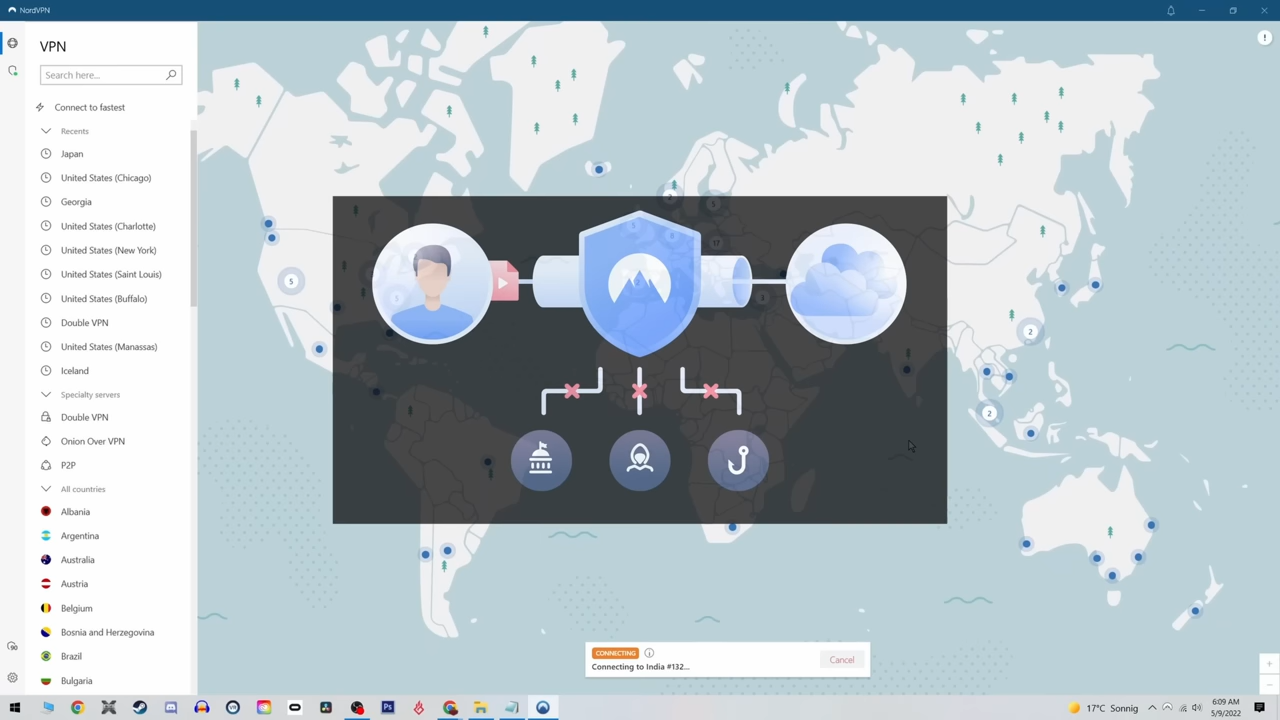 NordVPN
VPN
Search here...
Connect to fastest
Recents
Japan
United States (Chicago)
Georgia
United States (Charlotte)
United States (New York)
United States (Saint Louis)
United States (Buffalo)
Double VPN
United States (Manassas)
Iceland
Specialty servers
Double VPN
Onion Over VPN
P2P
All countries
Albania
Argentina
Australia
Austria
Belgium
Bosnia and Herzegovina
Brazil
Bulgaria
5
17
2
2
CONNECTING
Connecting to India #132...
Cancel
17°C Sonnig
6:09 AM
5/9/2022